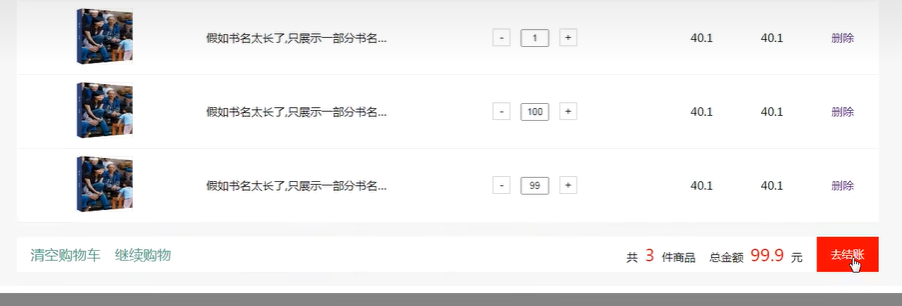 假如书名太长了,只展示一部分书名... - 1 + 40.1 40.1 删除
假如书名太长了,只展示一部分书名... - 100 + 40.1 40.1 删除
假如书名太长了,只展示一部分书名... - 99 + 40.1 40.1 删除
清空购物车 继续购物 共 3 件商品 总金额 99.9 元 去结账